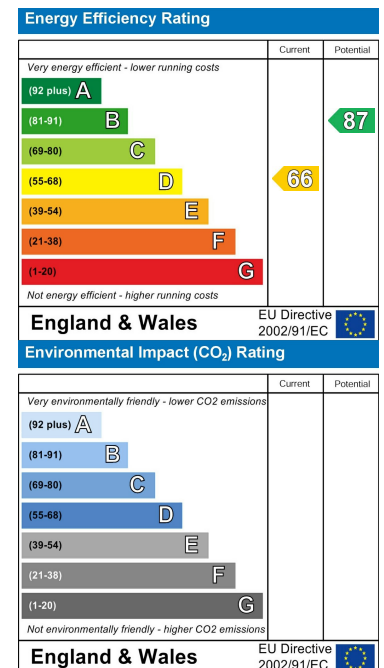 Energy Efficiency Rating
Current Potential
Very energy efficient - lower running costs
(92 plus) A
(81-91) B 87
(69-80) C
(55-68) D 66
(39-54) E
(21-38) F
(1-20) G
Not energy efficient - higher running costs
England & Wales EU Directive 2002/91/EC
Environmental Impact (CO₂) Rating
Current Potential
Very environmentally friendly - lower CO2 emissions
(92 plus) A
(81-91) B
(69-80) C
(55-68) D
(39-54) E
(21-38) F
(1-20) G
Not environmentally friendly - higher CO2 emissions
England & Wales EU Directive 2002/91/EC